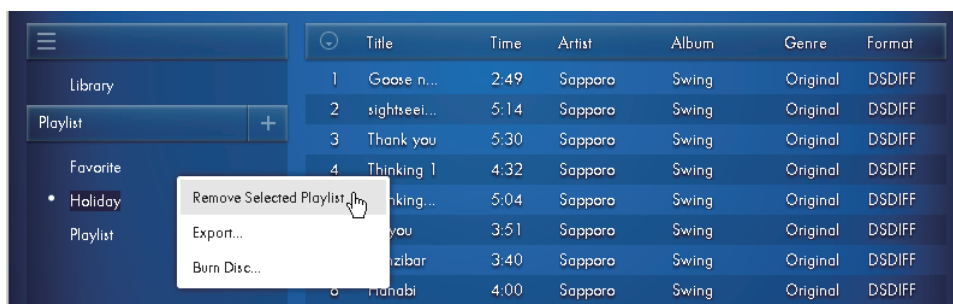 Title Time Artist Album Genre Format
Library
Playlist +
Favorite
Holiday
Playlist
Remove Selected Playlist
Export...
Burn Disc...
1 Goose n... 2:49 Sapporo Swing Original DSDIFF
2 sightseei... 5:14 Sapporo Swing Original DSDIFF
3 Thank you 5:30 Sapporo Swing Original DSDIFF
4 Thinking 1 4:32 Sapporo Swing Original DSDIFF
nking... 5:04 Sapporo Swing Original DSDIFF
you 3:51 Sapporo Swing Original DSDIFF
nzibar 3:40 Sapporo Swing Original DSDIFF
8 Hanabi 4:00 Sapporo Swing Original DSDIFF